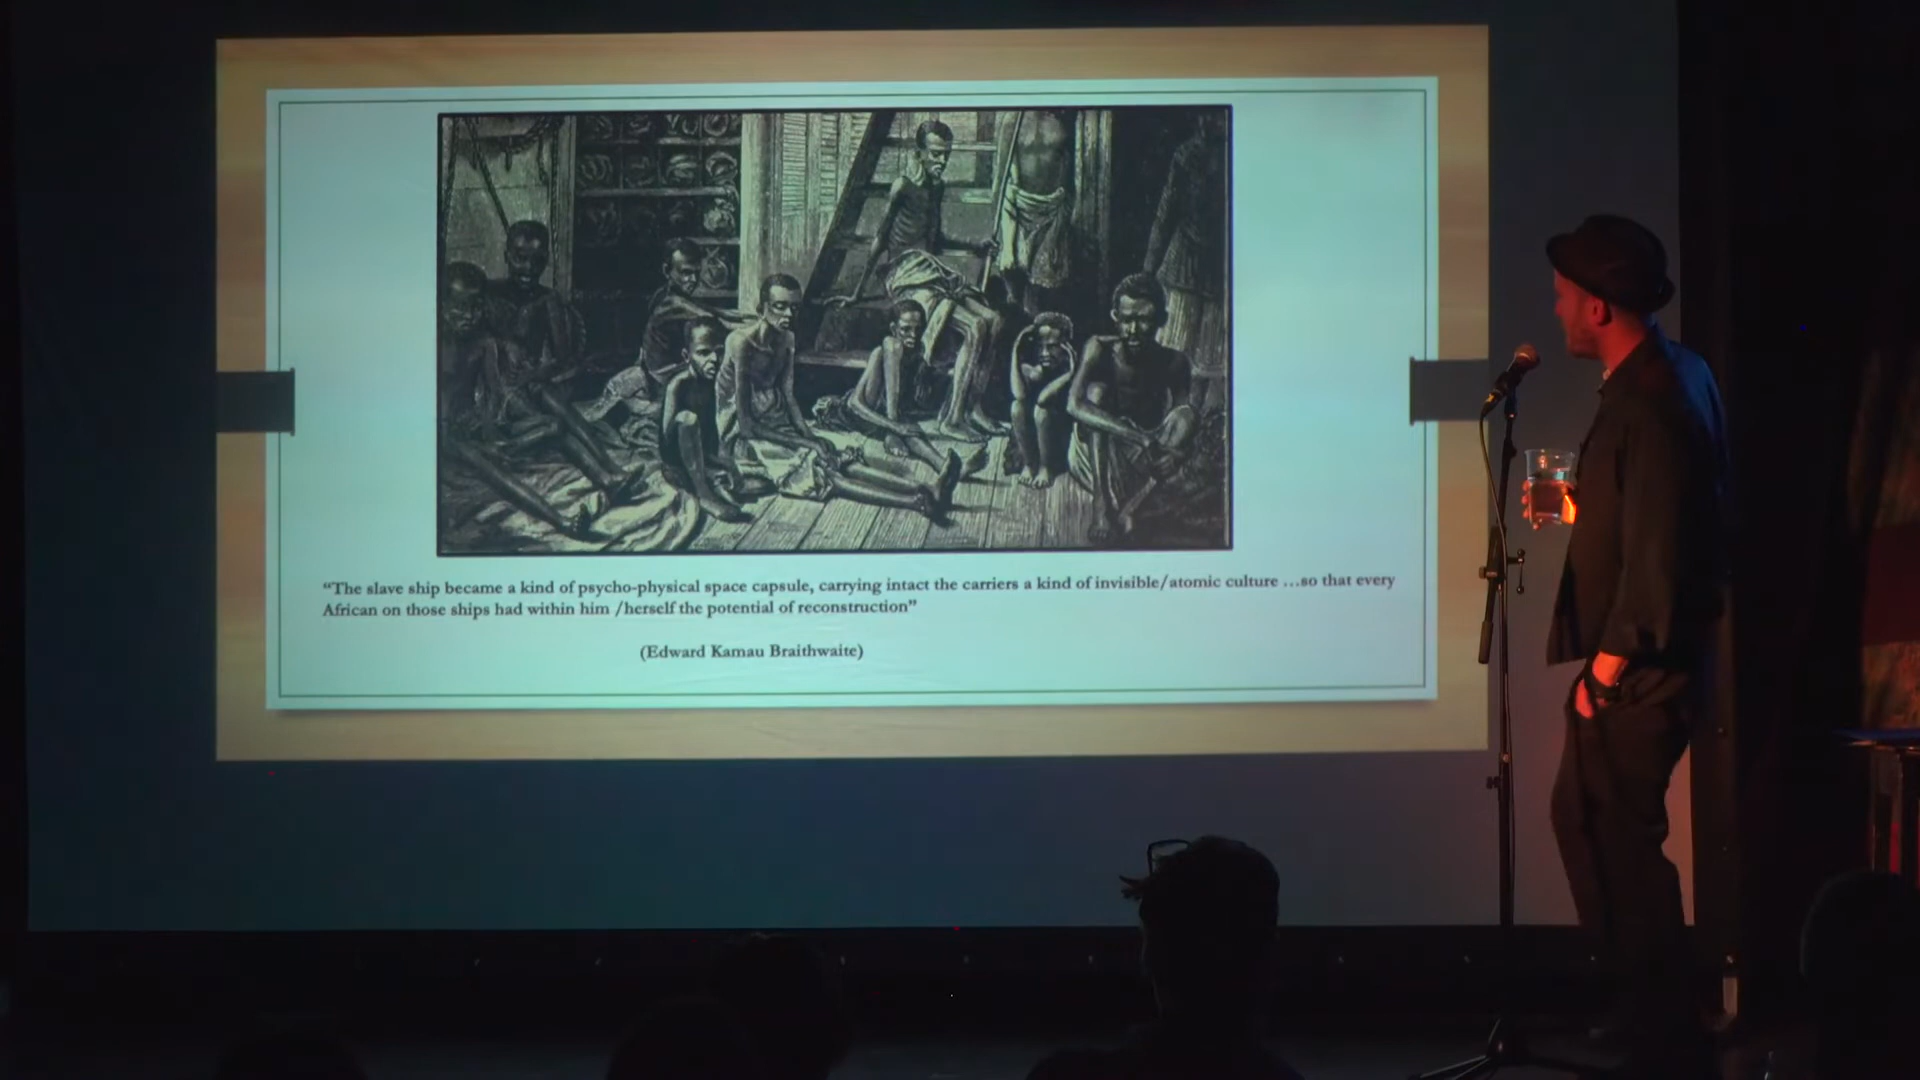 “The slave ship became a kind of psycho-physical space capsule, carrying intact the carriers a kind of invisible/atomic culture ...so that every
African on those ships had within him /herself the potential of reconstruction”
(Edward Kamau Braithwaite)